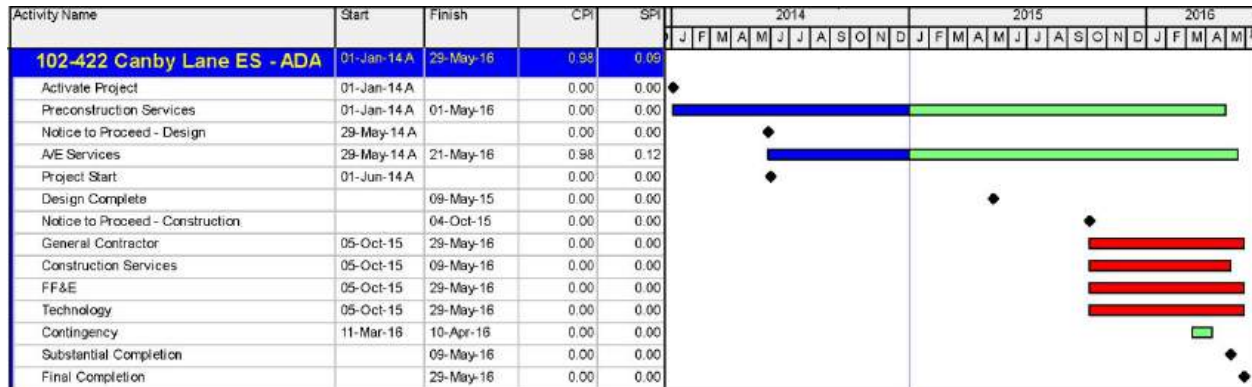 Activity Name Start Finish CPI SPI 2014 2015 2016
J F M A M J J A S O N D J F M A M J J A S O N D J F M A M
102-422 Canby Lane ES - ADA 01-Jan-14 A 29-May-16 0.98 0.09
Activate Project 01-Jan-14 A 0.00 0.00
Preconstruction Services 01-Jan-14 A 01-May-16 0.00 0.00
Notice to Proceed - Design 29-May-14 A 0.00 0.00
A/E Services 29-May-14 A 21-May-16 0.98 0.12
Project Start 01-Jun-14 A 0.00 0.00
Design Complete 09-May-15 0.00 0.00
Notice to Proceed - Construction 04-Oct-15 0.00 0.00
General Contractor 05-Oct-15 29-May-16 0.00 0.00
Construction Services 05-Oct-15 09-May-16 0.00 0.00
FF&E 05-Oct-15 29-May-16 0.00 0.00
Technology 05-Oct-15 29-May-16 0.00 0.00
Contingency 11-Mar-16 10-Apr-16 0.00 0.00
Substantial Completion 09-May-16 0.00 0.00
Final Completion 29-May-16 0.00 0.00